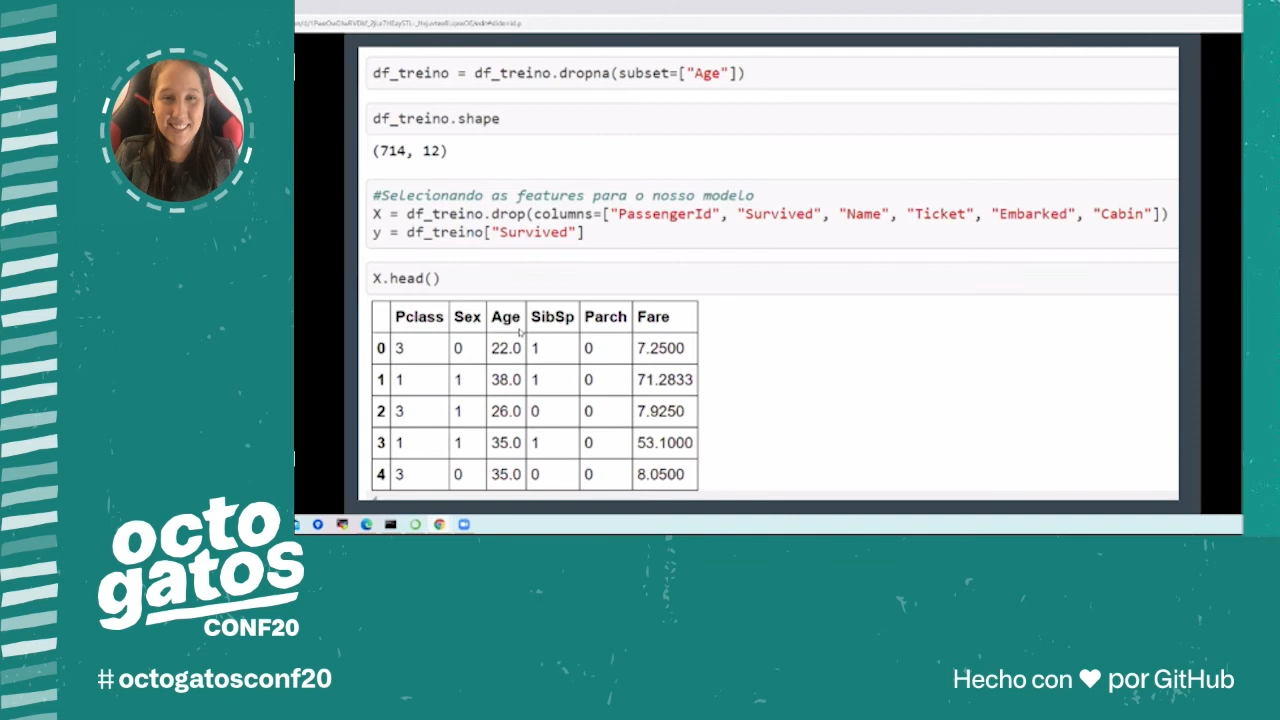 df_treino = df_treino.dropna(subset=["Age"])
df_treino.shape
(714, 12)
#Selecionando as features para o nosso modelo
X = df_treino.drop(columns=["PassengerId", "Survived", "Name", "Ticket", "Embarked", "Cabin"])
y = df_treino["Survived"]
X.head()
Pclass Sex Age SibSp Parch Fare
0 3 0 22.0 1 0 7.2500
1 1 1 38.0 1 0 71.2833
2 3 1 26.0 0 0 7.9250
3 1 1 35.0 1 0 53.1000
4 3 0 35.0 0 0 8.0500
octo
gatos
CONF20
#octogatosconf20
Hecho con ♥ por GitHub